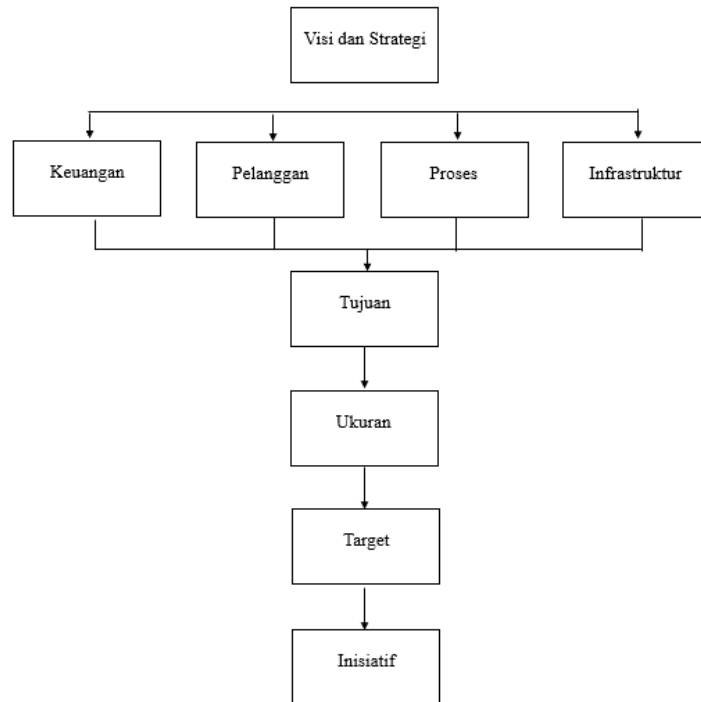 Visi dan Strategi
Keuangan
Pelanggan
Proses
Infrastruktur
Tujuan
Ukuran
Target
Inisiatif